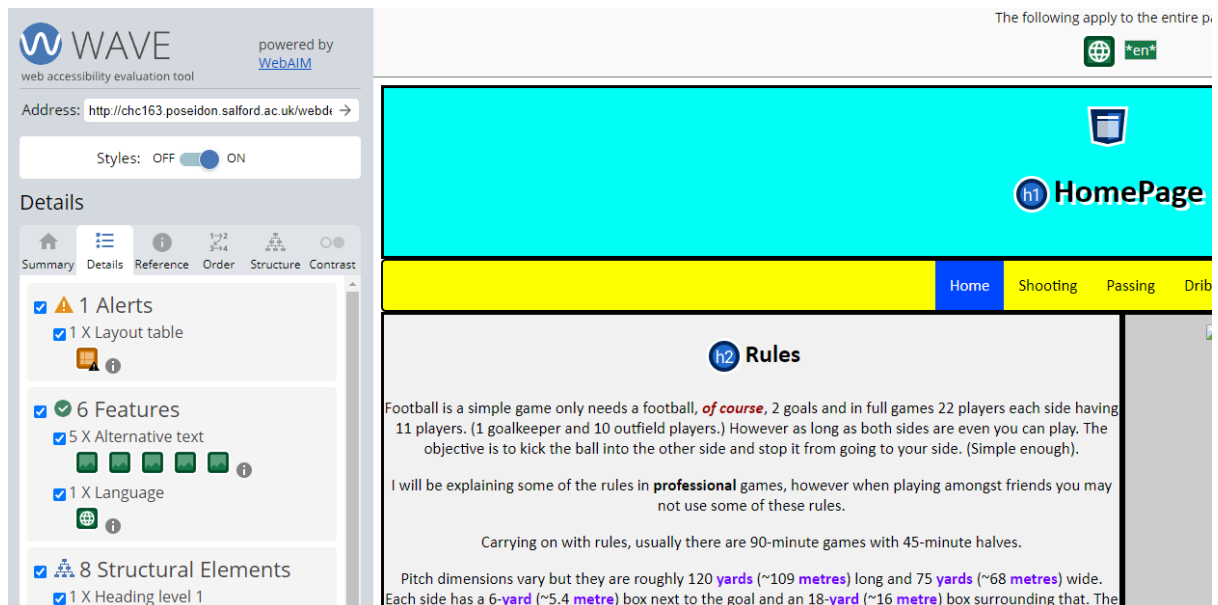 WAVE
web accessibility evaluation tool
powered by
WebAIM
Address: http://chc163.poseidon.salford.ac.uk/webde
Styles: OFF ON
Details
Summary Details Reference Order Structure Contrast
1 Alerts
1 X Layout table
6 Features
5 X Alternative text
1 X Language
8 Structural Elements
1 X Heading level 1
The following apply to the entire pa
*en*
h1 HomePage
Home Shooting Passing Drib
h2 Rules
Football is a simple game only needs a football, of course, 2 goals and in full games 22 players each side having
11 players. (1 goalkeeper and 10 outfield players.) However as long as both sides are even you can play. The
objective is to kick the ball into the other side and stop it from going to your side. (Simple enough).
I will be explaining some of the rules in professional games, however when playing amongst friends you may
not use some of these rules.
Carrying on with rules, usually there are 90-minute games with 45-minute halves.
Pitch dimensions vary but they are roughly 120 yards (~109 metres) long and 75 yards (~68 metres) wide.
Each side has a 6-yard (~5.4 metre) box next to the goal and an 18-yard (~16 metre) box surrounding that. The